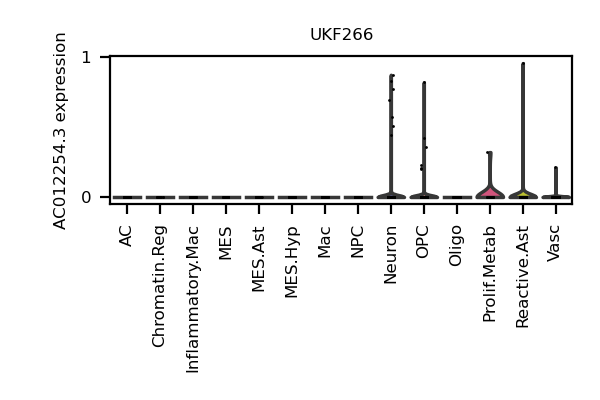 UKF266
AC012254.3 expression
1
0
AC
Chromatin.Reg
Inflammatory.Mac
MES
MES.Ast
MES.Hyp
Mac
NPC
Neuron
OPC
Oligo
Prolif.Metab
Reactive.Ast
Vasc